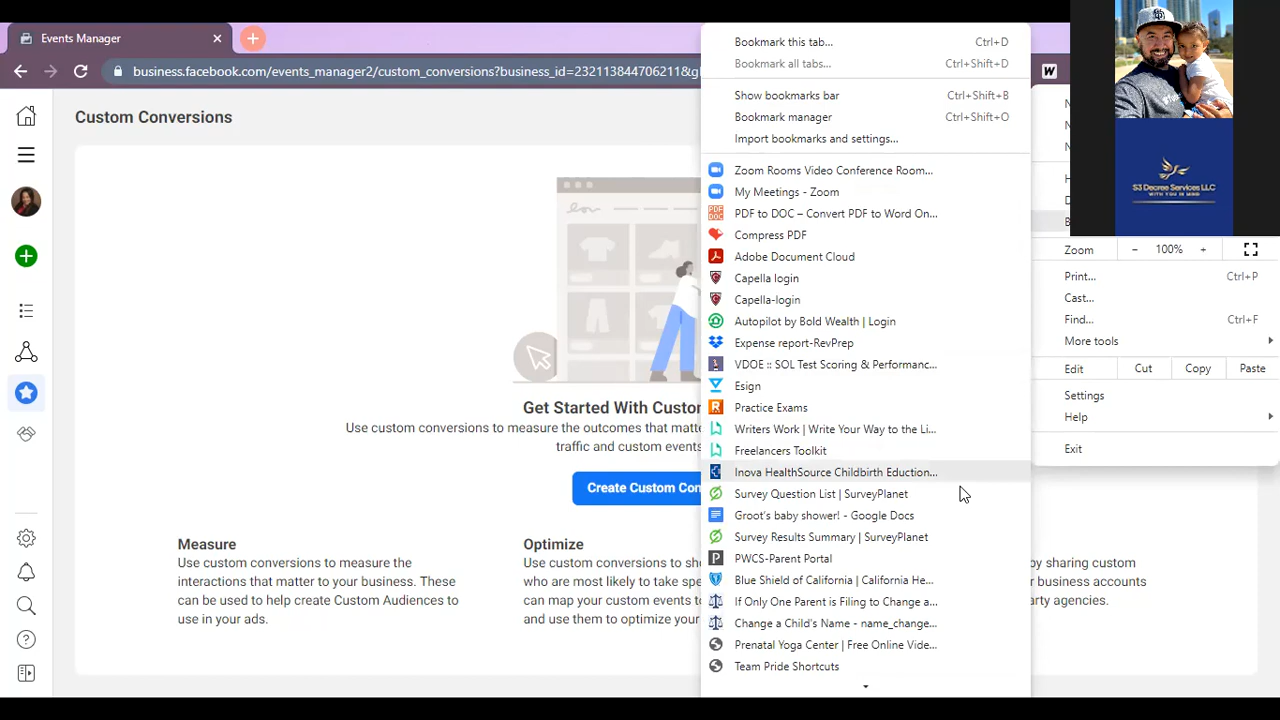 Events Manager
business.facebook.com/events_manager2/custom_conversions?business_id=232113844706211&g
Custom Conversions
Get Started With Custo
Use custom conversions to measure the outcomes that matte
traffic and custom events
Create Custom Con
Measure
Use custom conversions to measure the
interactions that matter to your business. These
can be used to help create Custom Audiences to
use in your ads.
Optimize
Use custom conversions to sh
who are most likely to take spe
can map your custom events t
and use them to optimize your
by sharing custom
ur business accounts
rty agencies.
Bookmark this tab... Ctrl+D
Bookmark all tabs... Ctrl+Shift+D
Show bookmarks bar Ctrl+Shift+B
Bookmark manager Ctrl+Shift+O
Import bookmarks and settings...
Zoom Rooms Video Conference Room...
My Meetings - Zoom
PDF to DOC – Convert PDF to Word On...
Compress PDF
Adobe Document Cloud
Capella login
Capella-login
Autopilot by Bold Wealth | Login
Expense report-RevPrep
VDOE :: SOL Test Scoring & Performanc...
Esign
Practice Exams
Writers Work | Write Your Way to the Li...
Freelancers Toolkit
Inova HealthSource Childbirth Eduction...
Survey Question List | SurveyPlanet
Groot's baby shower! - Google Docs
Survey Results Summary | SurveyPlanet
PWCS-Parent Portal
Blue Shield of California | California He...
If Only One Parent is Filing to Change a...
Change a Child's Name - name_change...
Prenatal Yoga Center | Free Online Vide...
Team Pride Shortcuts
Zoom - 100% +
Print... Ctrl+P
Cast...
Find... Ctrl+F
More tools
Edit Cut Copy Paste
Settings
Help
Exit
S3 Decree Services LLC
WITH YOU IN MIND